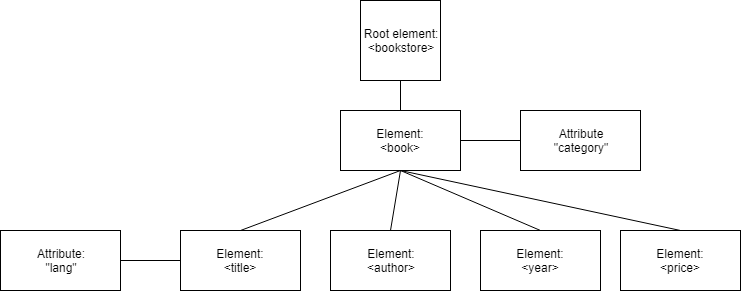 Root element:
<bookstore>
Element:
<book>
Attribute
"category"
Attribute:
"lang"
Element:
<title>
Element:
<author>
Element:
<year>
Element:
<price>